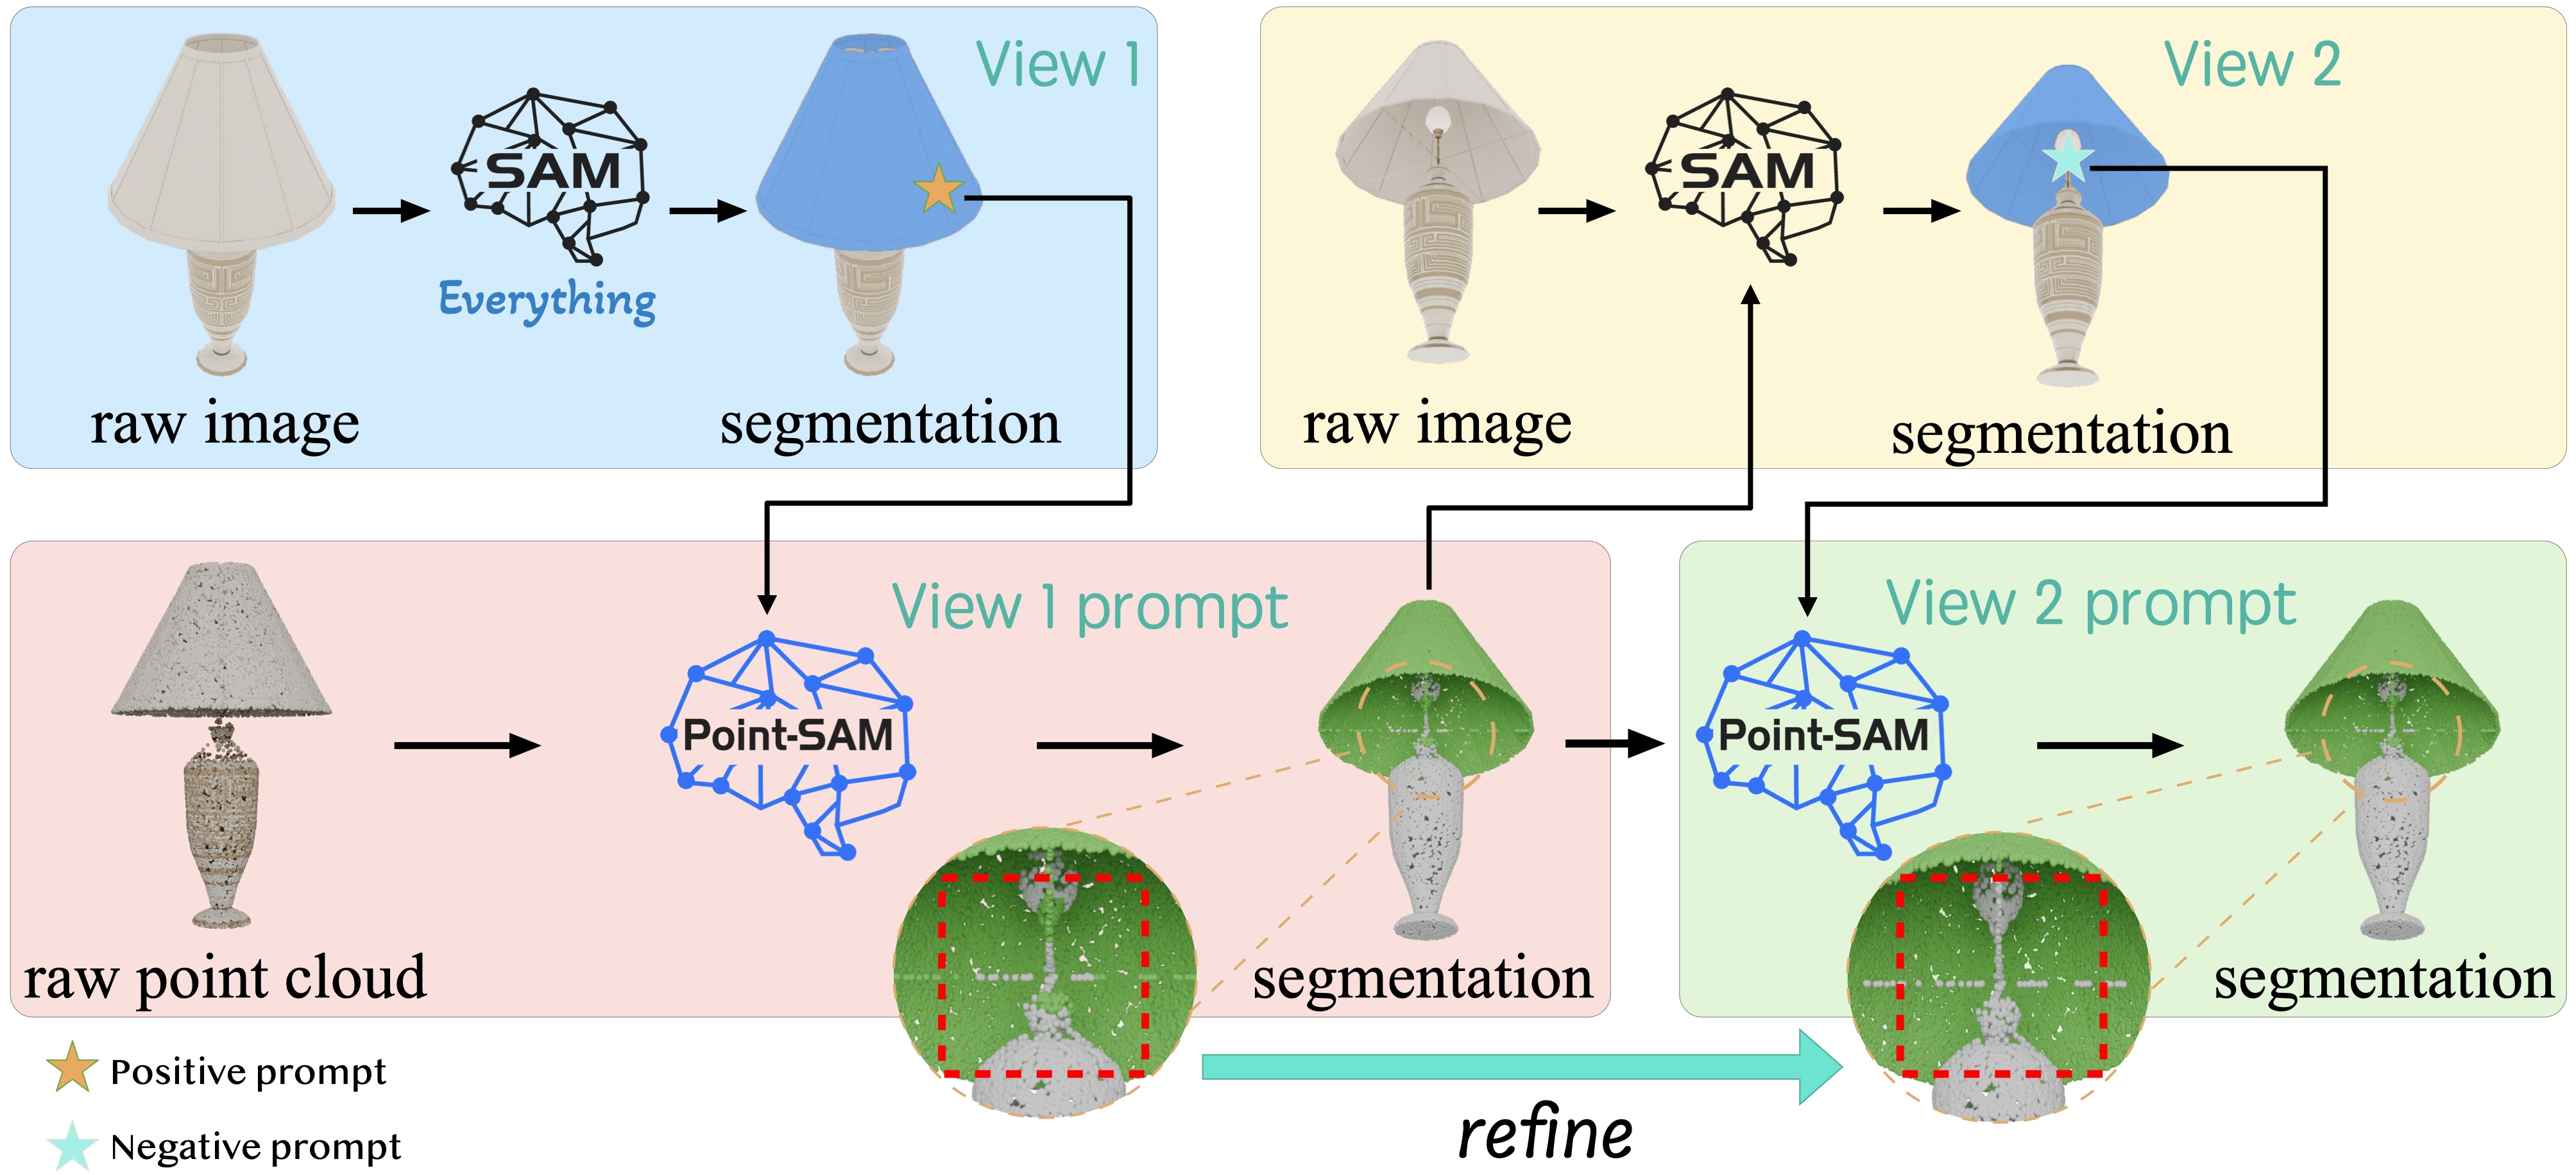 View 1
SAM
Everything
raw image
segmentation
View 2
SAM
raw image
segmentation
View 1 prompt
Point-SAM
raw point cloud
segmentation
View 2 prompt
Point-SAM
segmentation
Positive prompt
Negative prompt
refine